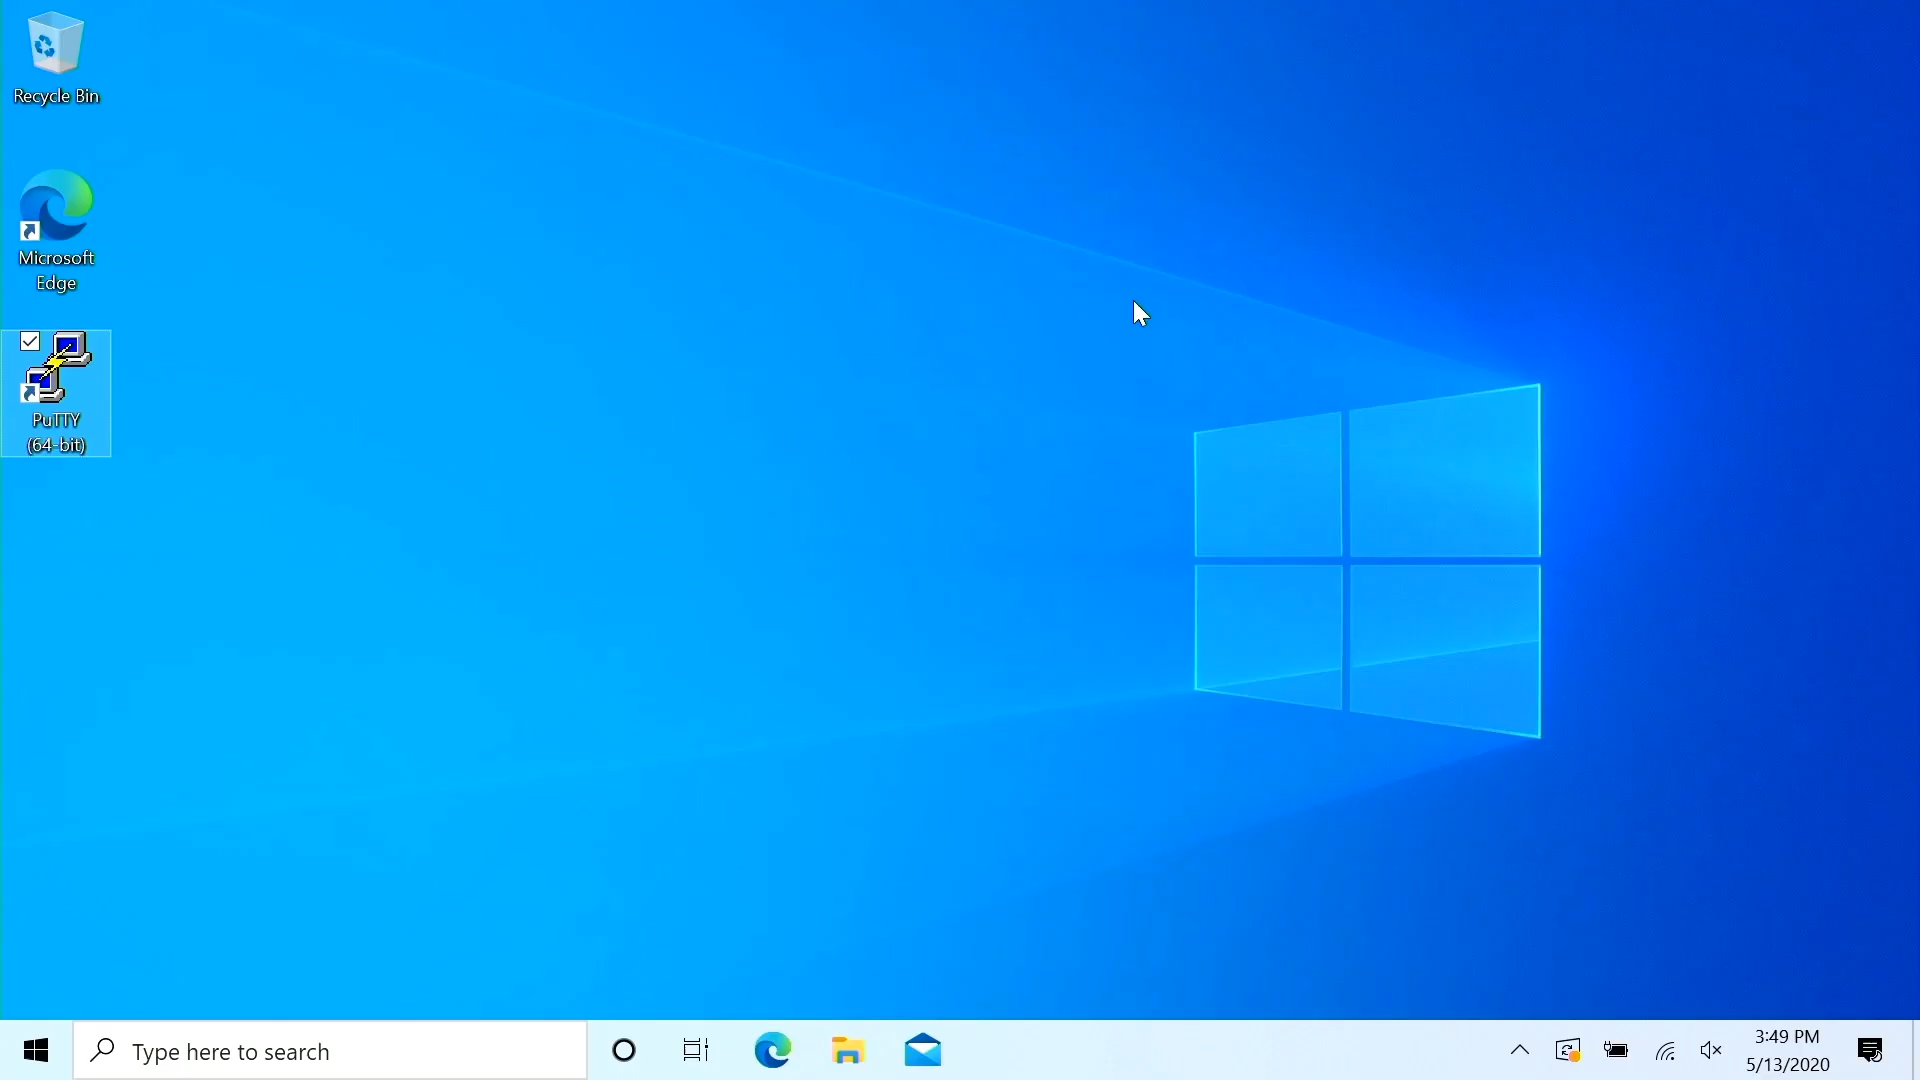 Recycle Bin
Microsoft
Edge
PuTTY
(64-bit)
Type here to search
3:49 PM
5/13/2020